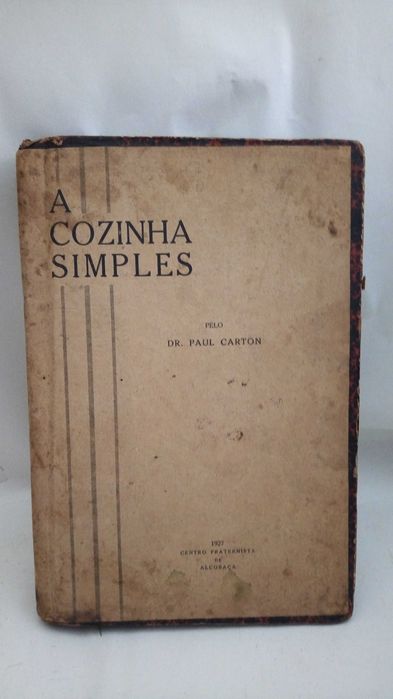 A
COZINHA
SIMPLES
PELO
DR. PAUL CARTON
1927
CENTRO FRATERNISTA
DE
ALCOBAÇA